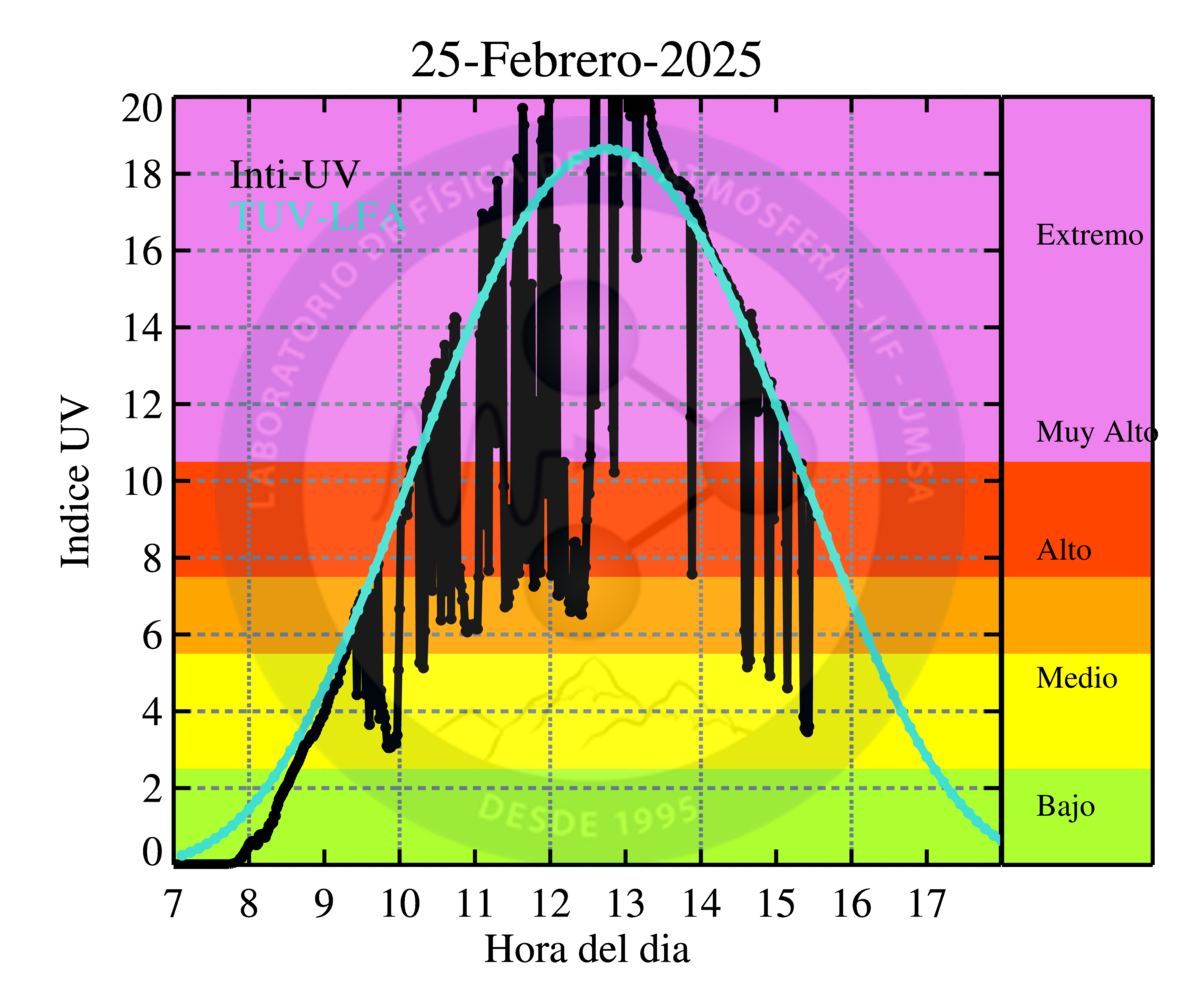 25-Febrero-2025
Inti-UV
TUV-LFA
Indice UV
20
18
16
14
12
10
8
6
4
2
0
7 8 9 10 11 12 13 14 15 16 17
Hora del dia
Extremo
Muy Alto
Alto
Medio
Bajo
LABORATORIO DE FÍSICA DE LA ATMÓSFERA - IIF - UMSA
DESDE 1995